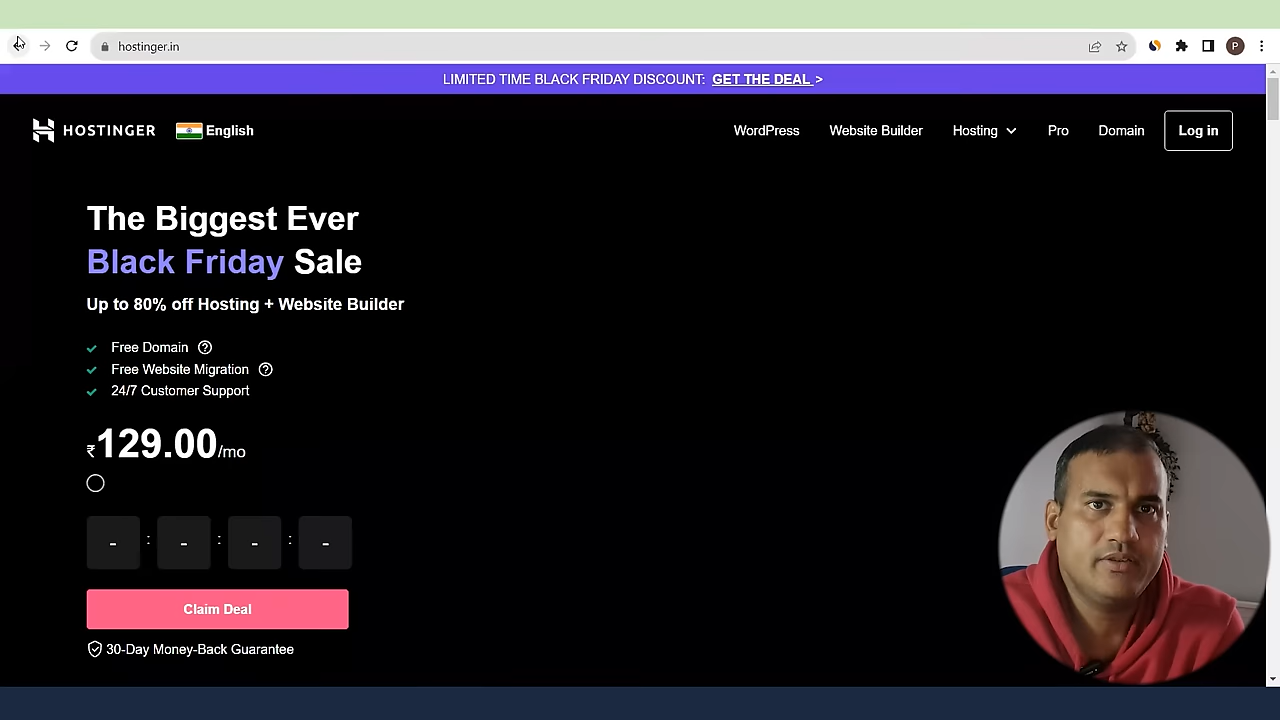 hostinger.in
P
LIMITED TIME BLACK FRIDAY DISCOUNT: GET THE DEAL >
HOSTINGER English WordPress Website Builder Hosting Pro Domain Log in
The Biggest Ever
Black Friday Sale
Up to 80% off Hosting + Website Builder
Free Domain ?
Free Website Migration ?
24/7 Customer Support
₹129.00/mo
- : - : - : -
Claim Deal
30-Day Money-Back Guarantee